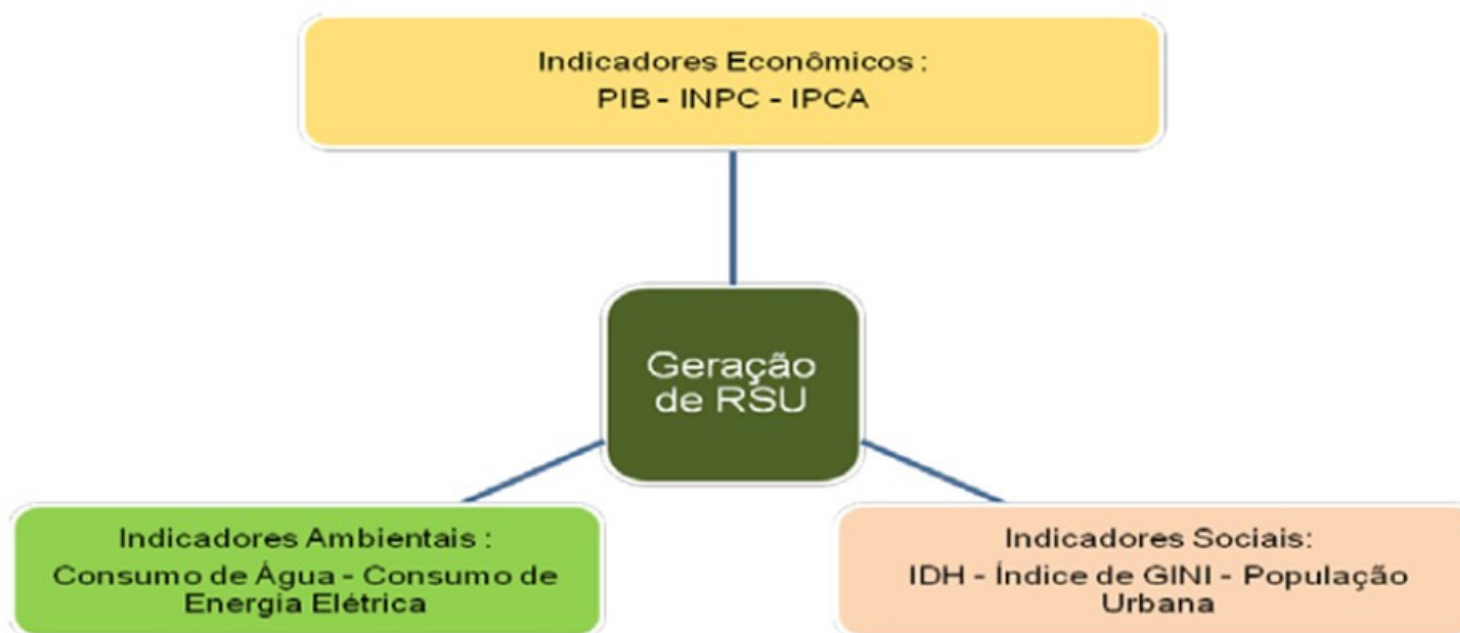 Indicadores Econômicos :
PIB - INPC - IPCA
Geração
de RSU
Indicadores Ambientais :
Consumo de Água - Consumo de
Energia Elétrica
Indicadores Sociais:
IDH - Índice de GINI - População
Urbana